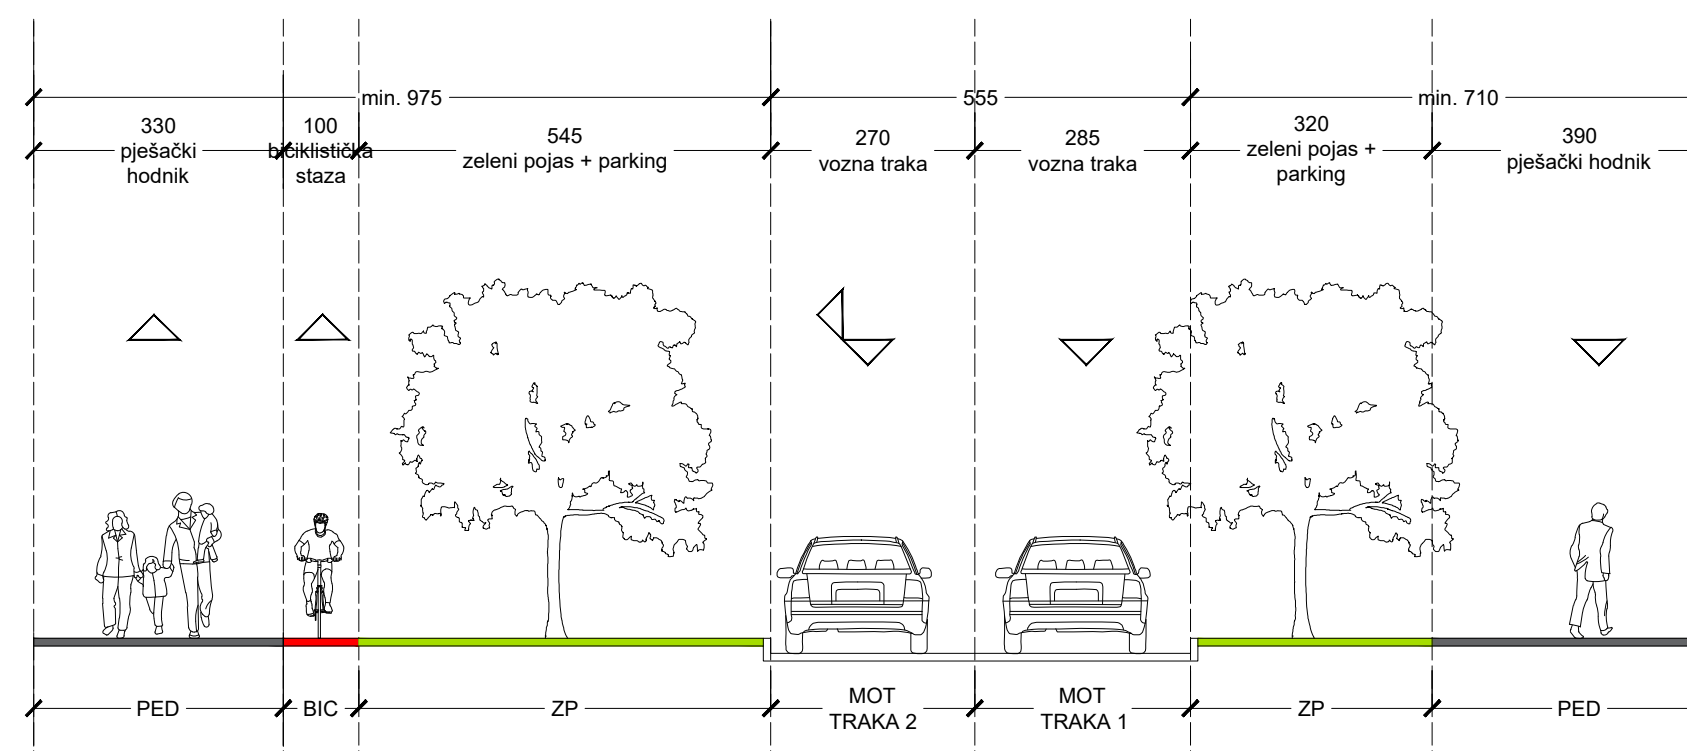 min. 975
555
min. 710
330
pješački
hodnik
100
biciklistička
staza
545
zeleni pojas + parking
270
vozna traka
285
vozna traka
320
zeleni pojas +
parking
390
pješački hodnik
PED
BIC
ZP
MOT
TRAKA 2
MOT
TRAKA 1
ZP
PED